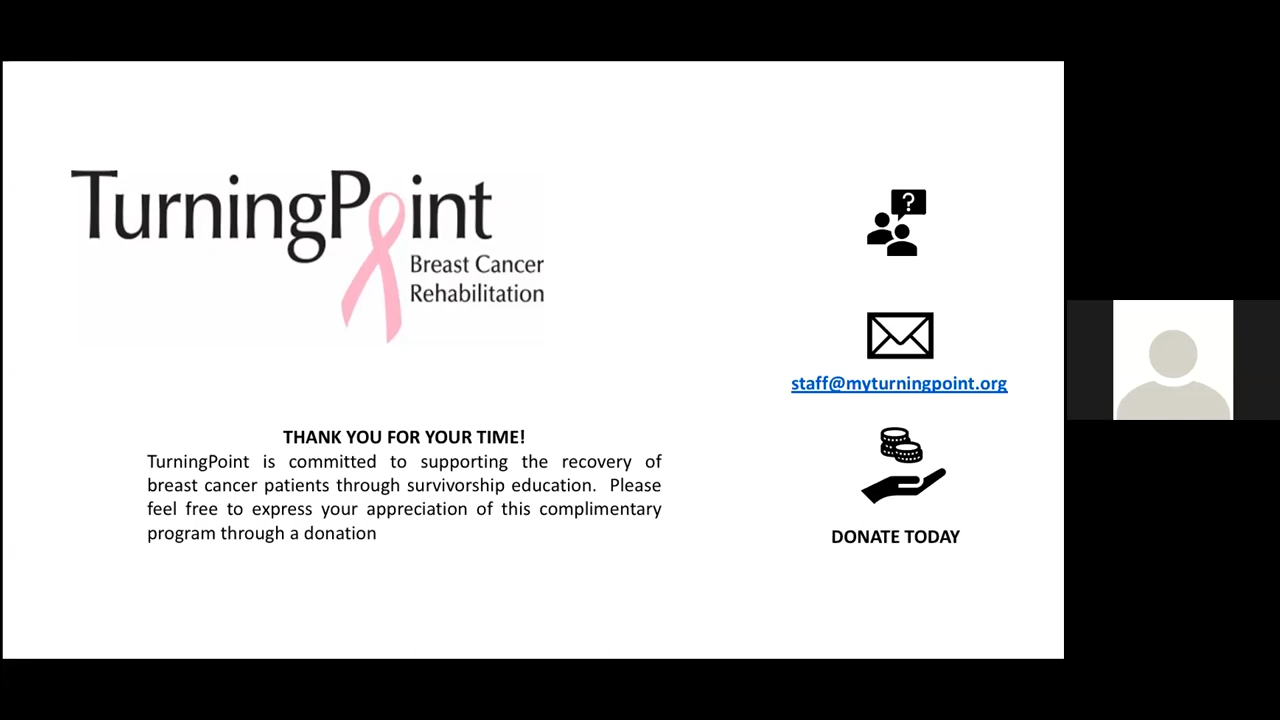 TurningPoint
Breast Cancer
Rehabilitation
?
staff@myturningpoint.org
THANK YOU FOR YOUR TIME!
TurningPoint is committed to supporting the recovery of
breast cancer patients through survivorship education. Please
feel free to express your appreciation of this complimentary
program through a donation
DONATE TODAY